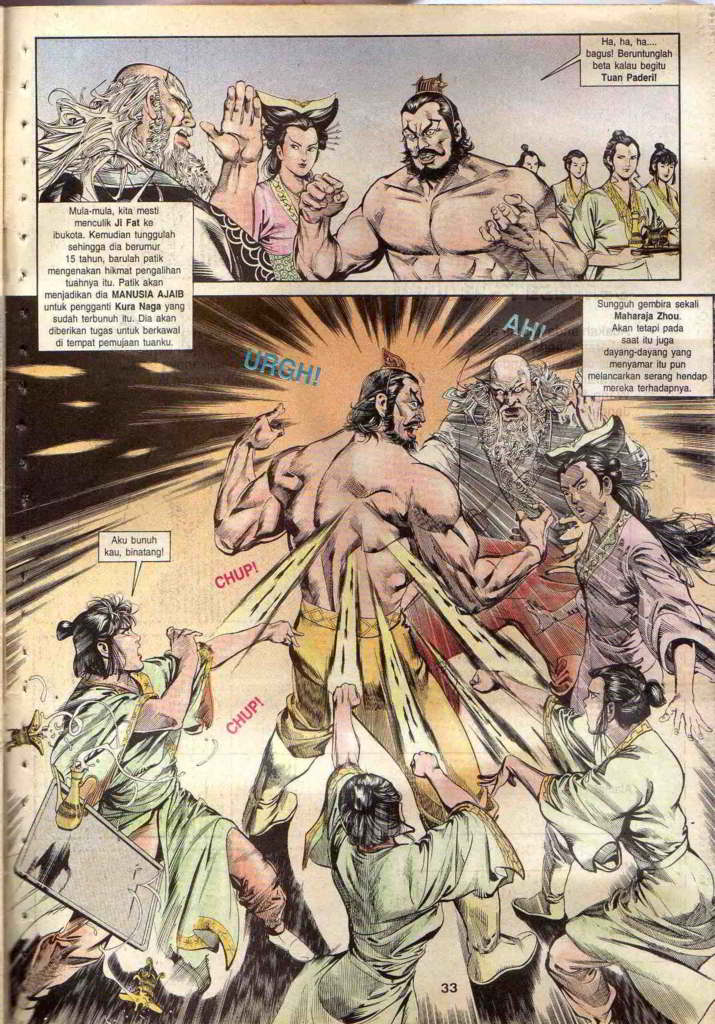 Ha, ha, ha....
bagus! Beruntunglah
beta kalau begitu
Tuan Paderi!
Mula-mula, kita mesti
menculik Ji Fat ke
ibukota. Kemudian tunggulah
sehingga dia berumur
15 tahun, barulah patik
mengenakan hikmat pengalihan
tuahnya itu. Patik akan
menjadikan dia MANUSIA AJAIB
untuk pengganti Kura Naga yang
sudah terbunuh itu. Dia akan
diberikan tugas untuk berkawal
di tempat pemujaan tuanku.
Sungguh gembira sekali
Maharaja Zhou.
Akan tetapi pada
saat itu juga
dayang-dayang yang
menyamar itu pun
melancarkan serang hendap
mereka terhadapnya.
URGH!
AH!
Aku bunuh
kau, binatang!
CHUP!
CHUP!
33